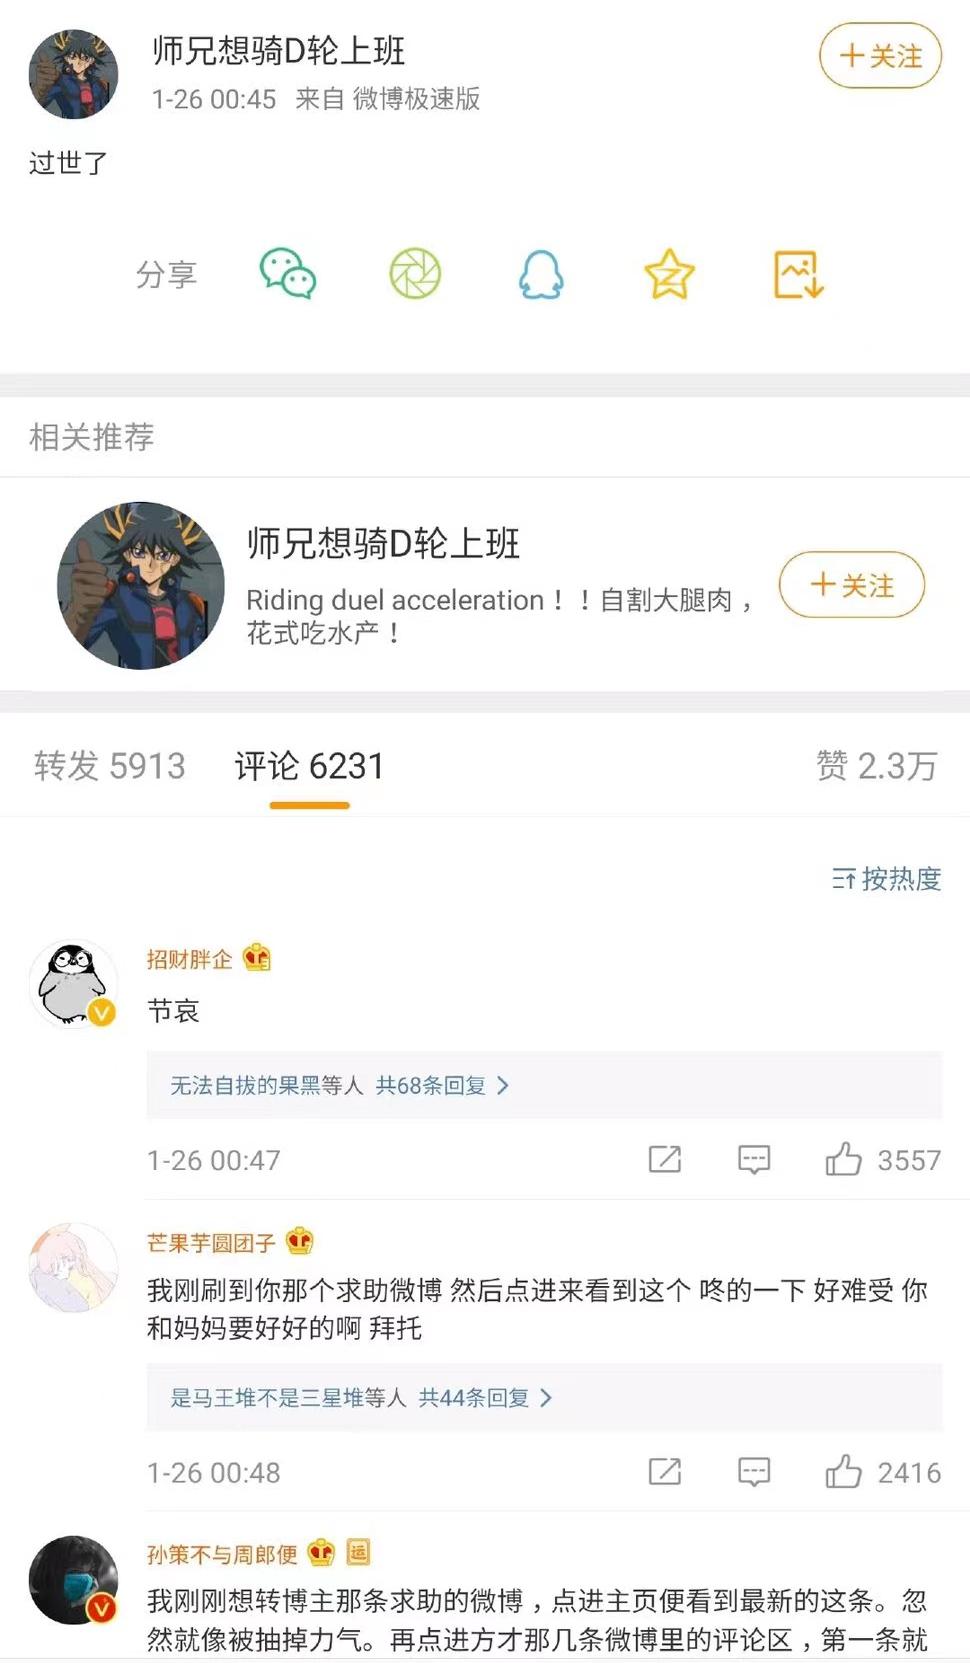 师兄想骑D轮上班
+关注
1-26 00:45 来自 微博极速版
过世了
分享
相关推荐
师兄想骑D轮上班
Riding duel acceleration！！自割大腿肉，
花式吃水产！
+关注
转发 5913 评论 6231 赞 2.3万
按热度
招财胖企
节哀
无法自拔的果黑等人 共68条回复
1-26 00:47 3557
芒果芋圆团子
我刚刷到你那个求助微博 然后点进来看到这个 咚的一下 好难受 你
和妈妈要好好的啊 拜托
是马王堆不是三星堆等人 共44条回复
1-26 00:48 2416
孙策不与周郎便 运
我刚刚想转博主那条求助的微博，点进主页便看到最新的这条。忽
然就像被抽掉力气。再点进方才那几条微博里的评论区，第一条就